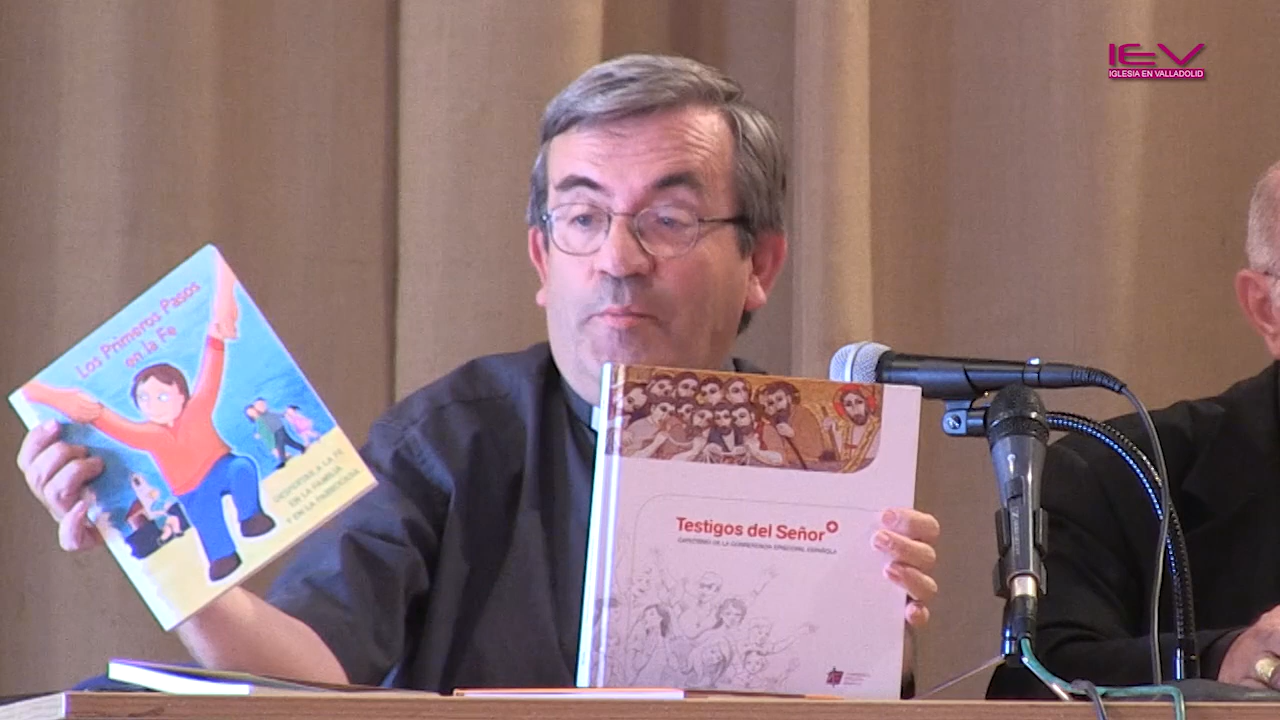 IEV
IGLESIA EN VALLADOLID
Los Primeros Pasos
en la Fe
DESPERTAR A LA FE
EN LA FAMILIA
Y EN LA PARROQUIA
Testigos del Señor
CATECISMO DE LA CONFERENCIA EPISCOPAL ESPAÑOLA